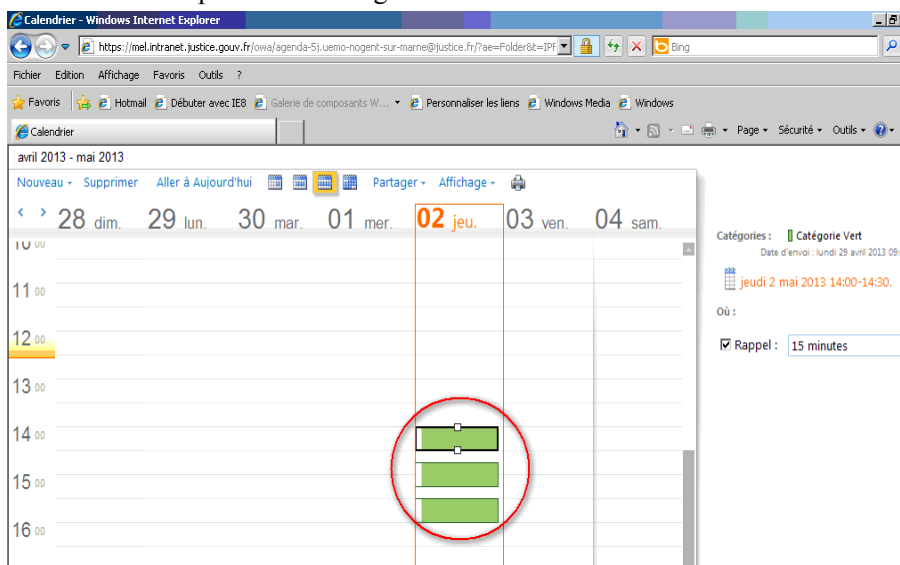 Calendrier - Windows Internet Explorer
https://mel.intranet.justice.gouv.fr/owa/agenda-5j.uemo-nogent-sur-marne@justice.fr/?ae=Folder&t=IPF
Bing
Fichier Edition Affichage Favoris Outils ?
Favoris Hotmail Débuter avec IE8 Galerie de composants W... Personnaliser les liens Windows Media Windows
Calendrier Page Sécurité Outils
avril 2013 - mai 2013
Nouveau Supprimer Aller à Aujourd'hui Partager Affichage
28 dim. 29 lun. 30 mar. 01 mer. 02 jeu. 03 ven. 04 sam.
10 00
11 00
12 00
13 00
14 00
15 00
16 00
Catégories : Catégorie Vert
Date d'envoi : lundi 29 avril 2013 09:
jeudi 2 mai 2013 14:00-14:30.
Où :
Rappel : 15 minutes